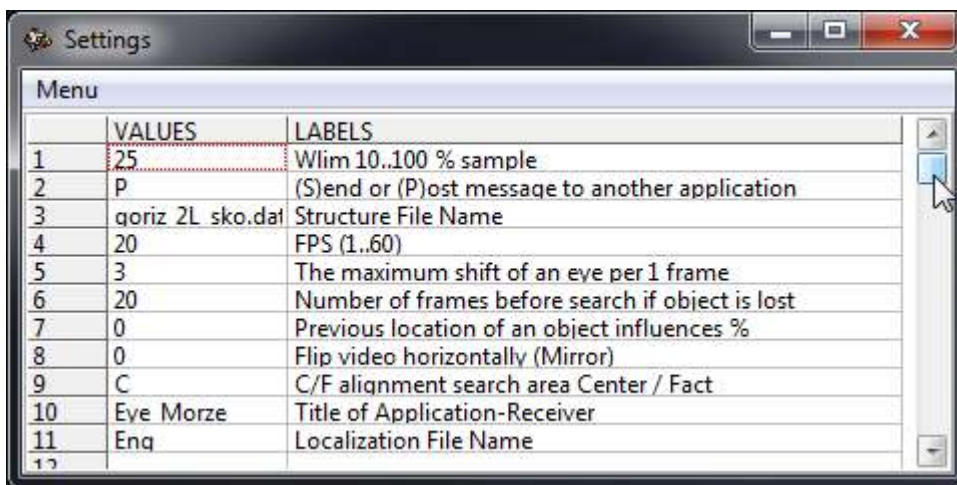 Settings
Menu
VALUES LABELS
1 25 Wlim 10..100 % sample
2 P (S)end or (P)ost message to another application
3 goriz 2L sko.dat Structure File Name
4 20 FPS (1..60)
5 3 The maximum shift of an eye per 1 frame
6 20 Number of frames before search if object is lost
7 0 Previous location of an object influences %
8 0 Flip video horizontally (Mirror)
9 C C/F alignment search area Center / Fact
10 Eye Morze Title of Application-Receiver
11 Eng Localization File Name
12